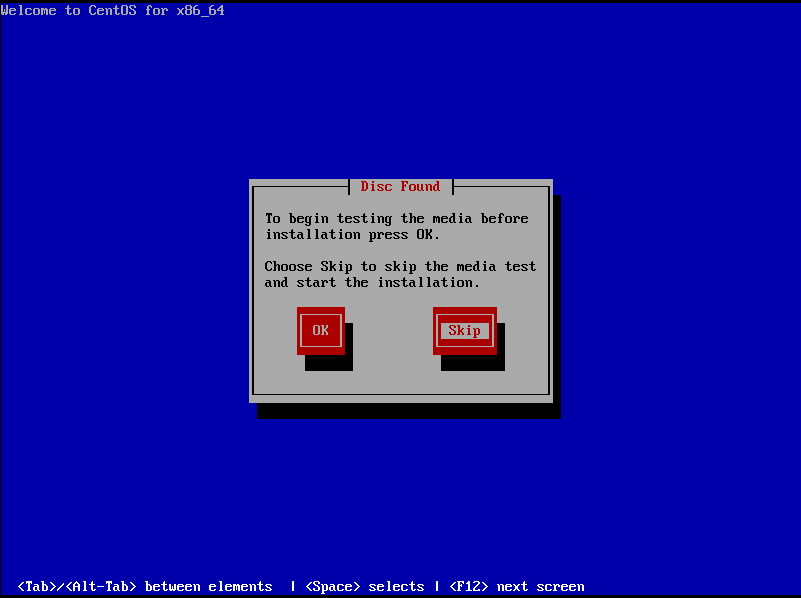 Welcome to CentOS for x86_64
Disc Found
To begin testing the media before
installation press OK.
Choose Skip to skip the media test
and start the installation.
OK Skip
<Tab>/<Alt-Tab> between elements | <Space> selects | <F12> next screen